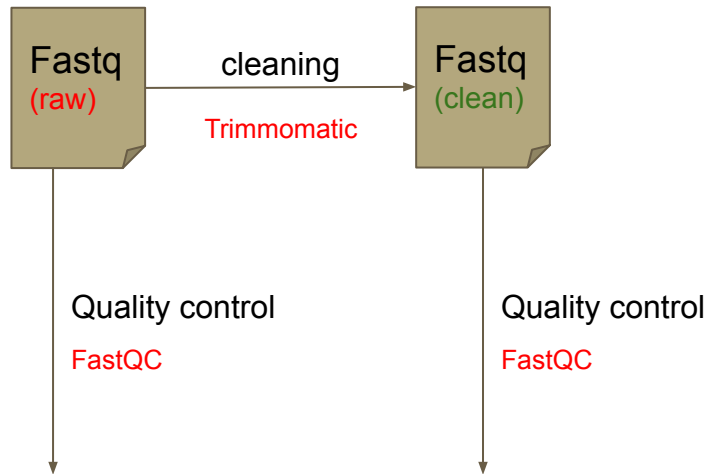 Fastq
(raw)
cleaning
Trimmomatic
Fastq
(clean)
Quality control
FastQC
Quality control
FastQC